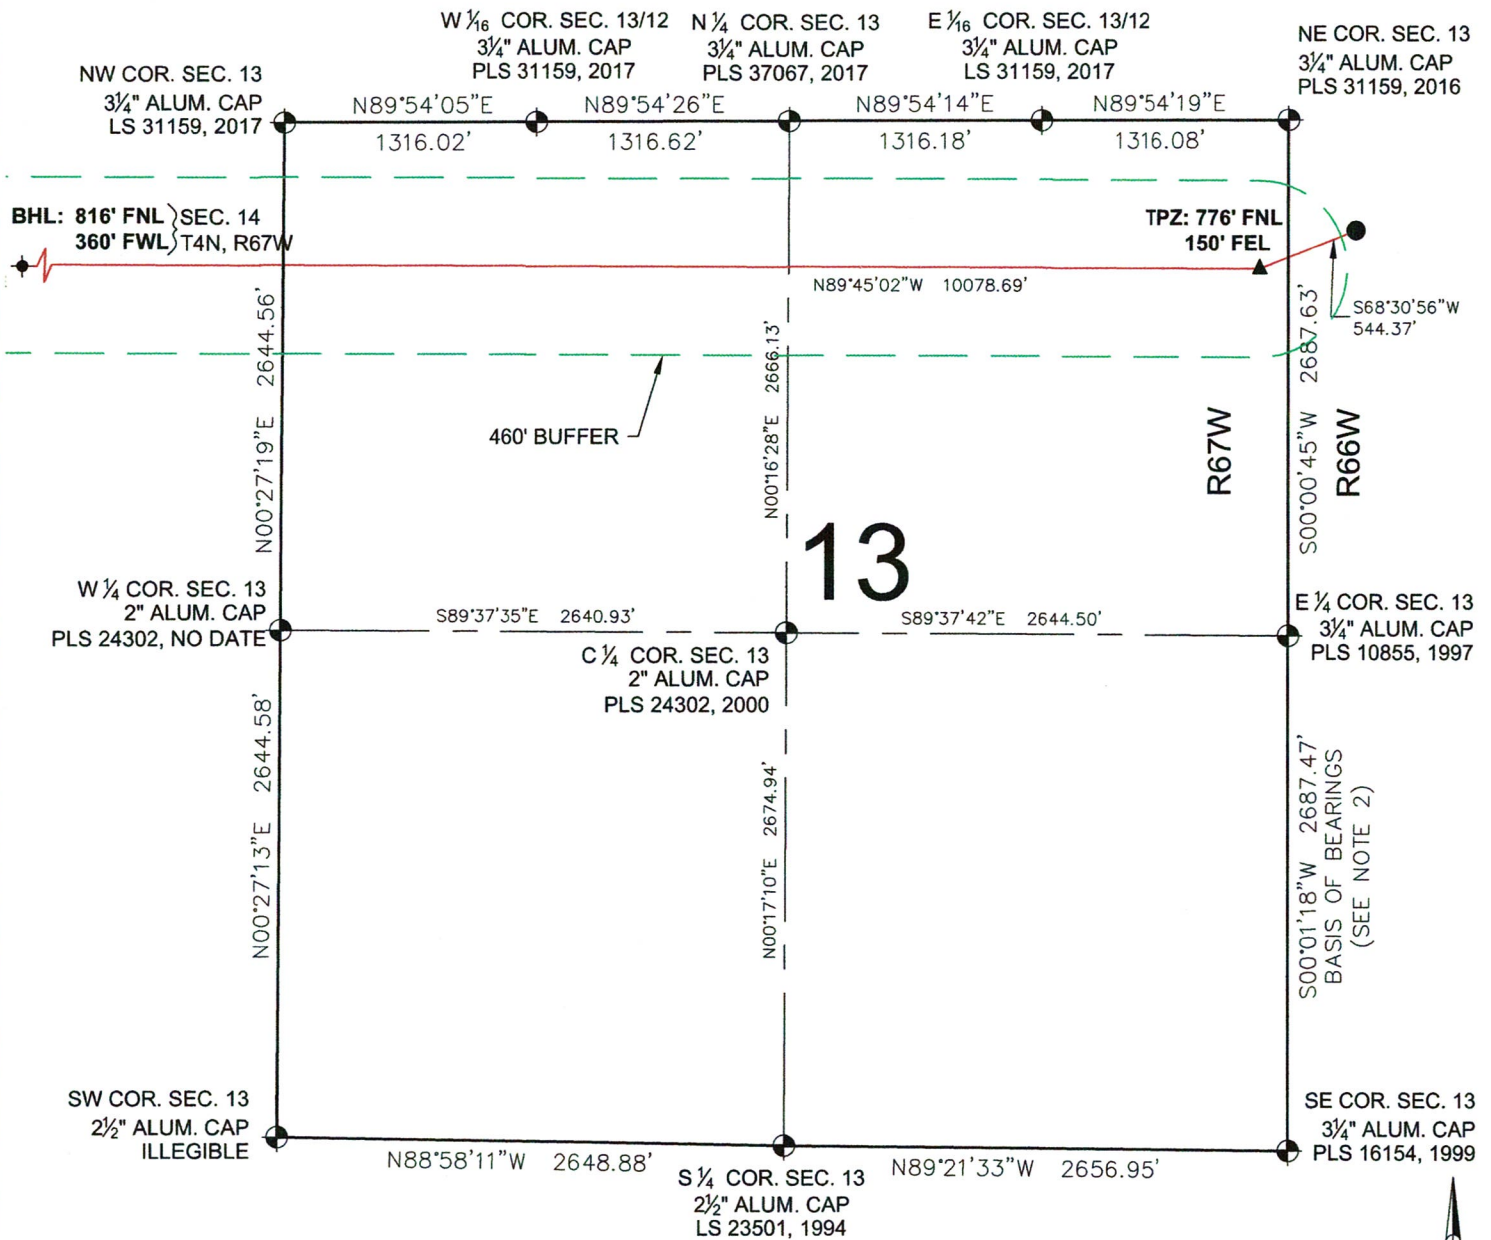 W 1/16 COR. SEC. 13/12
3¼" ALUM. CAP
PLS 31159, 2017
N ¼ COR. SEC. 13
3¼" ALUM. CAP
PLS 37067, 2017
E 1/16 COR. SEC. 13/12
3¼" ALUM. CAP
LS 31159, 2017
NE COR. SEC. 13
3¼" ALUM. CAP
PLS 31159, 2016
NW COR. SEC. 13
3¼" ALUM. CAP
LS 31159, 2017
N89°54'05"E
1316.02'
N89°54'26"E
1316.62'
N89°54'14"E
1316.18'
N89°54'19"E
1316.08'
BHL: 816' FNL } SEC. 14
360' FWL } T4N, R67W
TPZ: 776' FNL
150' FEL
N89°45'02"W 10078.69'
S68°30'56"W
544.37'
N00°27'19"E 2644.56'
N00°16'28"E 2666.13'
S00°00'45"W 2687.63'
460' BUFFER
R67W
R66W
13
W ¼ COR. SEC. 13
2" ALUM. CAP
PLS 24302, NO DATE
S89°37'35"E 2640.93'
S89°37'42"E 2644.50'
E ¼ COR. SEC. 13
3¼" ALUM. CAP
PLS 10855, 1997
C ¼ COR. SEC. 13
2" ALUM. CAP
PLS 24302, 2000
N00°27'13"E 2644.58'
N00°17'10"E 2674.94'
S00°01'18"W 2687.47'
BASIS OF BEARINGS
(SEE NOTE 2)
SW COR. SEC. 13
2½" ALUM. CAP
ILLEGIBLE
N88°58'11"W 2648.88'
S ¼ COR. SEC. 13
2½" ALUM. CAP
LS 23501, 1994
N89°21'33"W 2656.95'
SE COR. SEC. 13
3¼" ALUM. CAP
PLS 16154, 1999